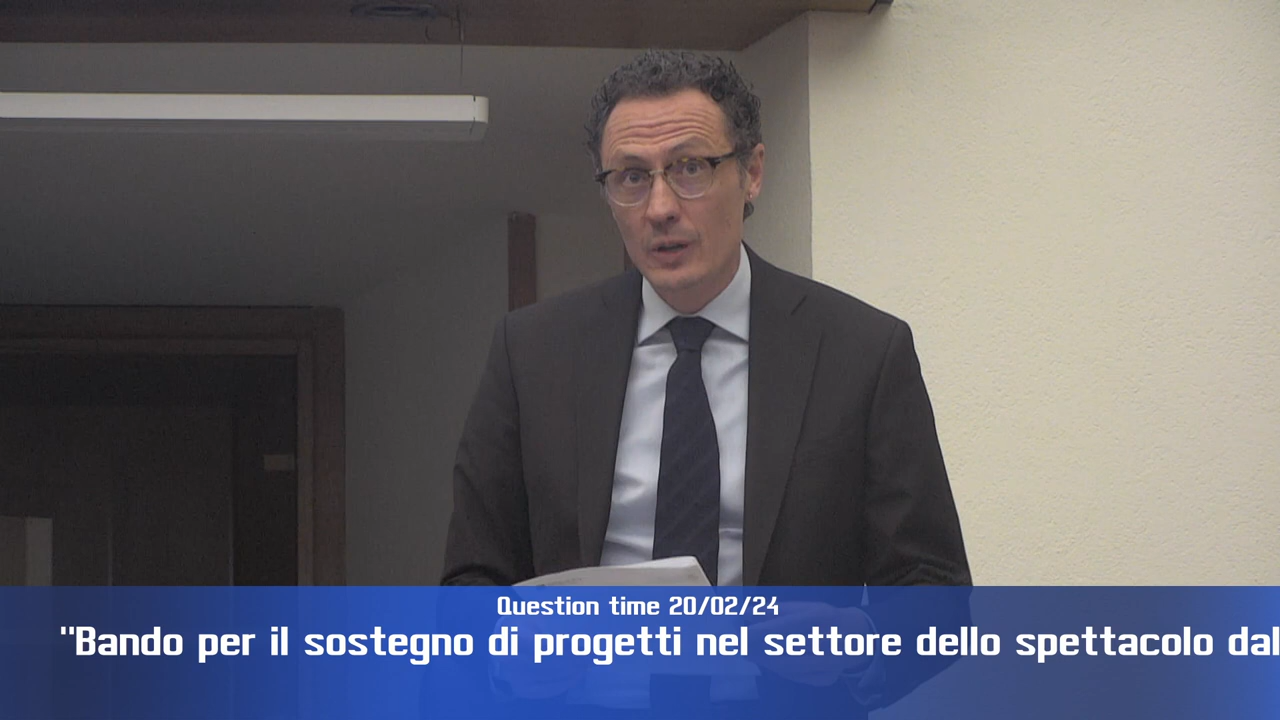 Question time 20/02/24
"Bando per il sostegno di progetti nel settore dello spettacolo dal